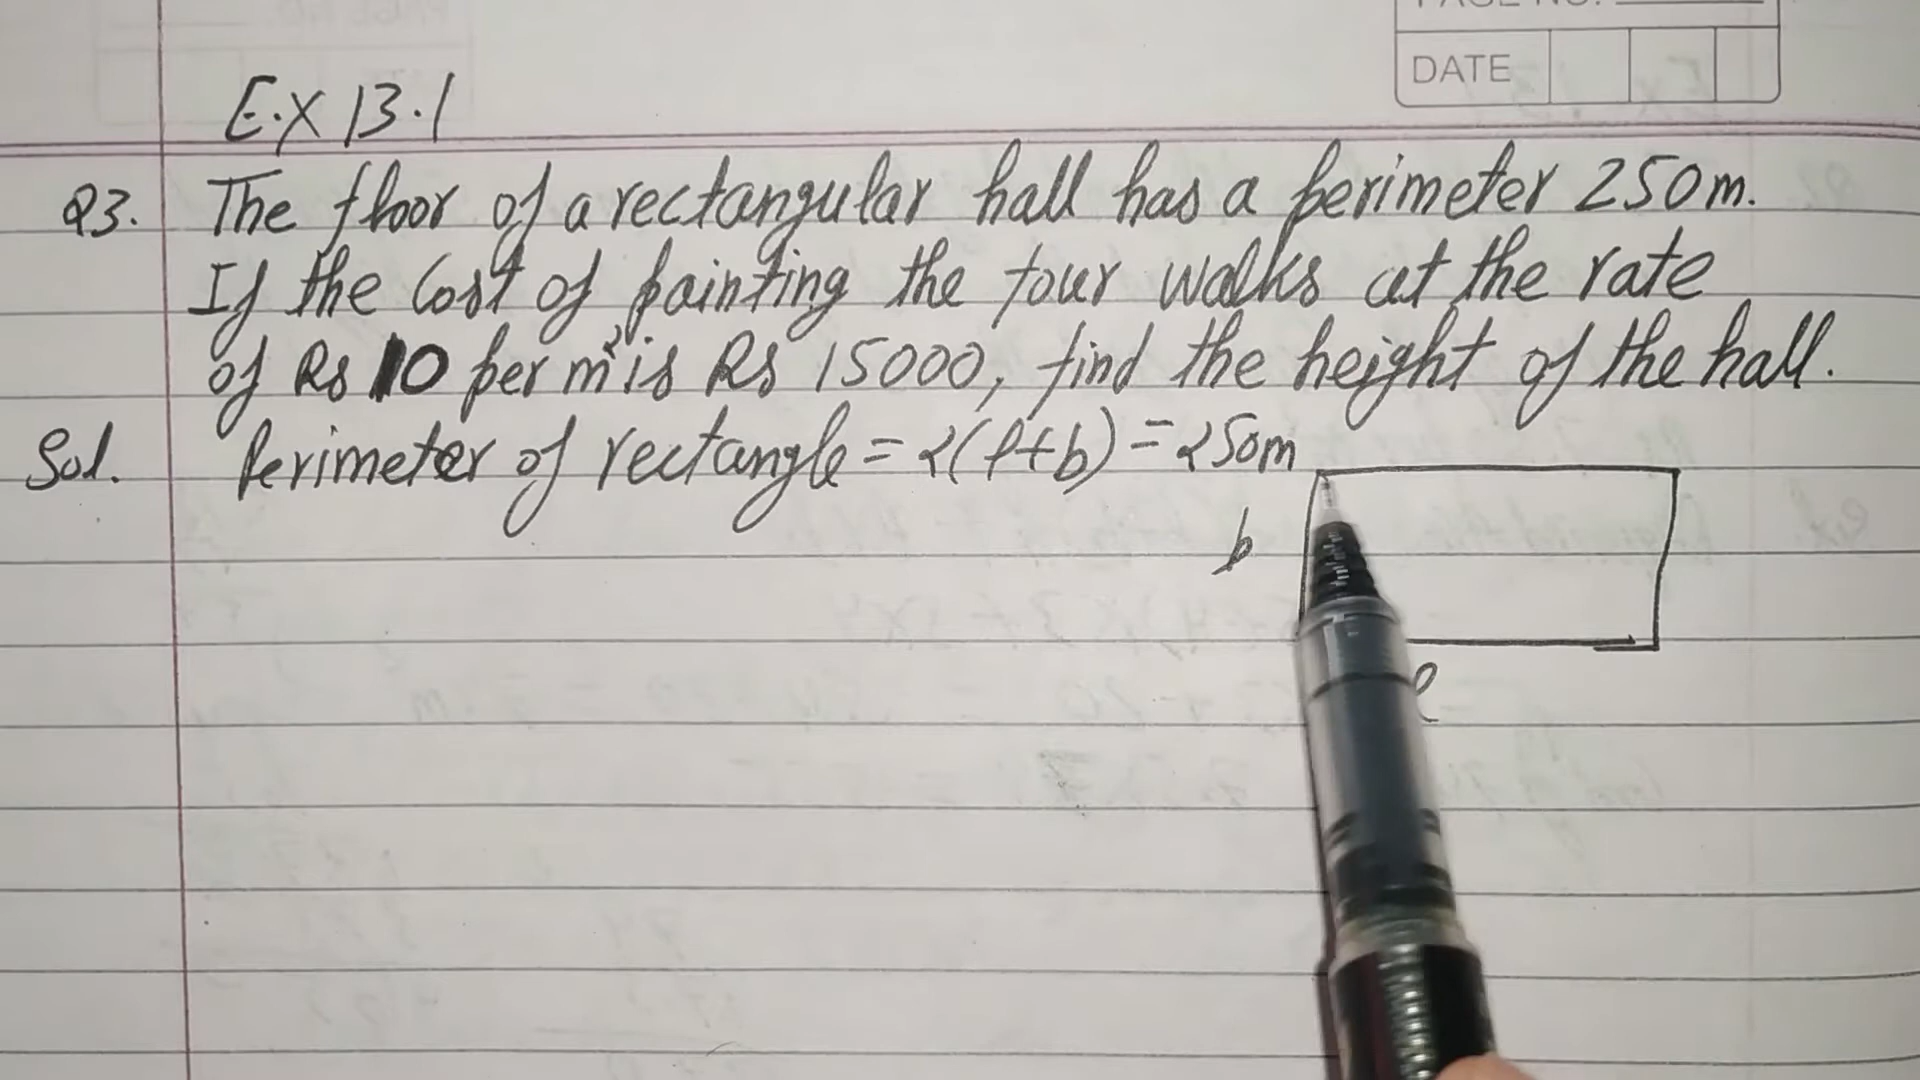 PAGE NO.
DATE
Ex 13.1
Q3. The floor of a rectangular hall has a perimeter 250m.
If the Cost of painting the four walls at the rate
of Rs 10 per m² is Rs 15000, find the height of the hall.
Sol. Perimeter of rectangle = 2(l+b) = 250m
b
l